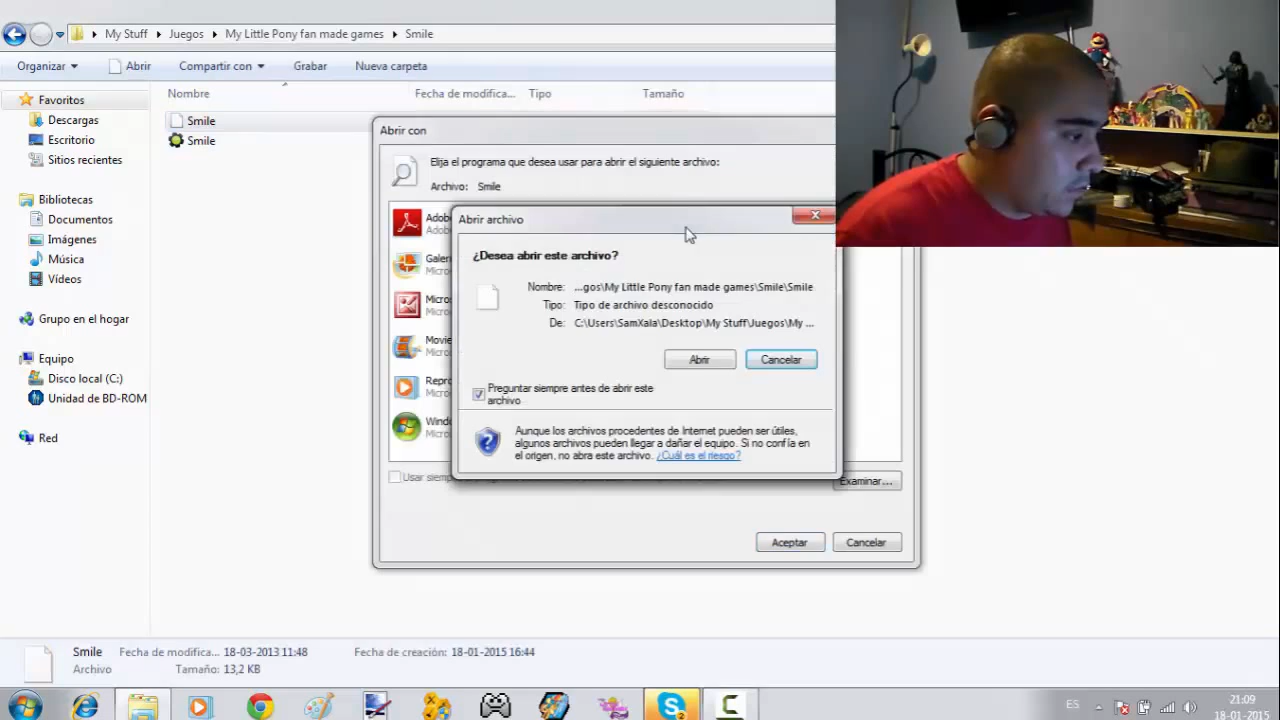 My Stuff Juegos My Little Pony fan made games Smile
Organizar Abrir Compartir con Grabar Nueva carpeta
Nombre Fecha de modifica... Tipo Tamaño
Favoritos
Descargas
Escritorio
Sitios recientes
Bibliotecas
Documentos
Imágenes
Música
Vídeos
Grupo en el hogar
Equipo
Disco local (C:)
Unidad de BD-ROM
Red
Smile
Smile
Abrir con
Elija el programa que desea usar para abrir el siguiente archivo:
Archivo: Smile
Abrir archivo
¿Desea abrir este archivo?
Nombre: ...gos\My Little Pony fan made games\Smile\Smile
Tipo: Tipo de archivo desconocido
De: C:\Users\SamXala\Desktop\My Stuff\Juegos\My ...
Abrir Cancelar
Preguntar siempre antes de abrir este
archivo
Aunque los archivos procedentes de Internet pueden ser útiles,
algunos archivos pueden llegar a dañar el equipo. Si no confía en
el origen, no abra este archivo. ¿Cuál es el riesgo?
Examinar...
Aceptar Cancelar
Smile Fecha de modifica... 18-03-2013 11:48 Fecha de creación: 18-01-2015 16:44
Archivo Tamaño: 13,2 KB
ES 21:09
18-01-2015